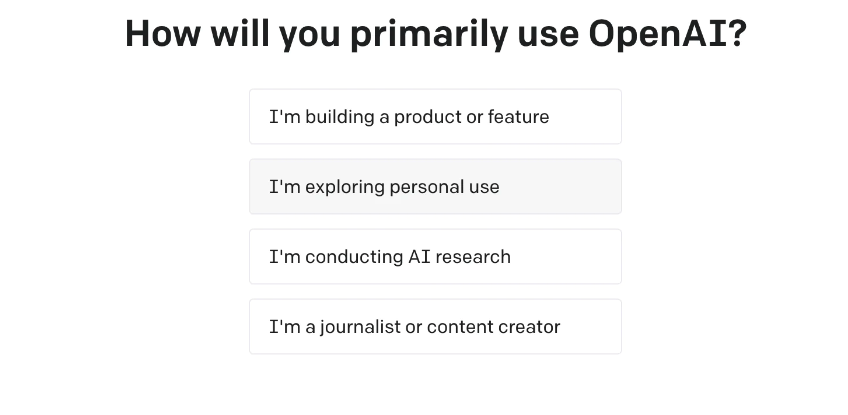 How will you primarily use OpenAI?
I'm building a product or feature
I'm exploring personal use
I'm conducting AI research
I'm a journalist or content creator